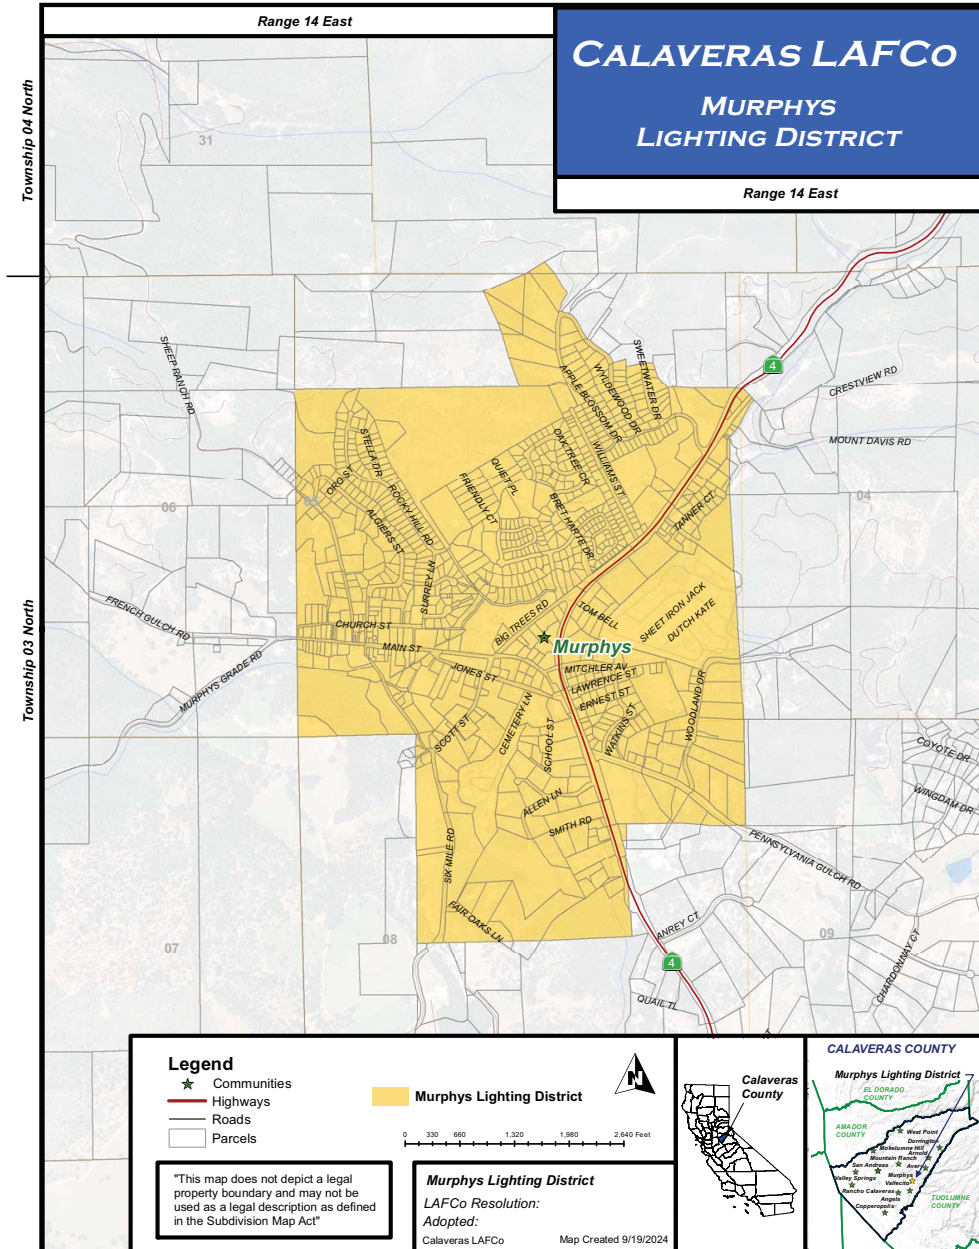 Range 14 East
CALAVERAS LAFCO
MURPHYS
LIGHTING DISTRICT
Range 14 East
Township 04 North
Township 03 North
31
4
SHEEP RANCH RD
SWEETWATER DR
WYLDEWOOD DR
APPLE BLOSSOM DR
CRESTVIEW RD
MOUNT DAVIS RD
STELLA DR
OAKTREE CR
WILLIAMS ST
QUIET PL
ORO ST
FRIENDLY CT
ROCKY HILL RD
BRET HARTE DR
TANNER CT
06
04
ALGIERS ST
SURREY LN
FRENCH GULCH RD
CHURCH ST
BIG TREES RD
TOM BELL
SHEET IRON JACK
DUTCH KATE
MAIN ST
Murphys
MURPHYS GRADE RD
JONES ST
MITCHLER AV
LAWRENCE ST
ERNEST ST
WOODLAND DR
SCOTT ST
CEMETERY LN
SCHOOL ST
WATKINS ST
COYOTE DR
WINGDAM DR
ALLEN LN
SMITH RD
SIX MILE RD
PENNSYLVANIA GULCH RD
FAIR OAKS LN
ANREY CT
07
08
09
CHARDONNAY CT
4
QUAIL TL
Legend
Communities
Highways
Roads
Parcels
Murphys Lighting District
N
0 330 660 1,320 1,980 2,640 Feet
"This map does not depict a legal
property boundary and may not be
used as a legal description as defined
in the Subdivision Map Act"
Murphys Lighting District
LAFCo Resolution:
Adopted:
Calaveras LAFCo Map Created 9/19/2024
Calaveras
County
CALAVERAS COUNTY
Murphys Lighting District
EL DORADO
COUNTY
AMADOR
COUNTY
West Point
Dorrington
Mokelumne Hill
Arnold
Mountain Ranch
San Andreas
Avery
Valley Springs
Murphys
Vallecito
Rancho Calaveras
Angels
Copperopolis
TUOLUMNE
COUNTY